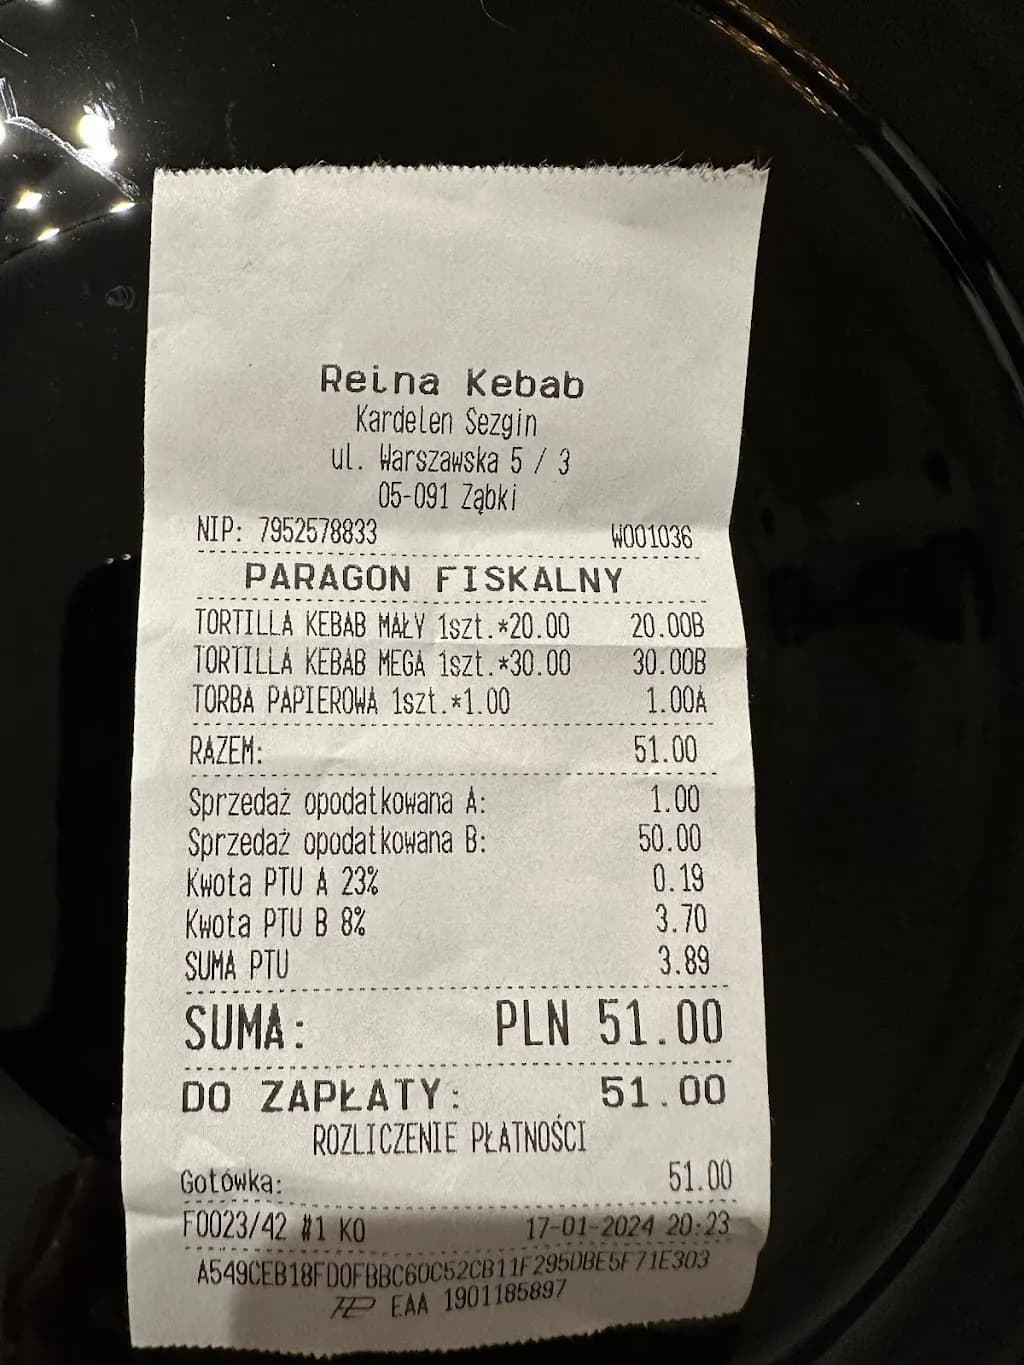 Reina Kebab
Kardelen Sezgin
ul. Warszawska 5 / 3
05-091 Ząbki
NIP: 7952578833 W001036
PARAGON FISKALNY
TORTILLA KEBAB MAŁY 1szt.*20.00 20.00B
TORTILLA KEBAB MEGA 1szt.*30.00 30.00B
TORBA PAPIEROWA 1szt.*1.00 1.00A
RAZEM: 51.00
Sprzedaż opodatkowana A: 1.00
Sprzedaż opodatkowana B: 50.00
Kwota PTU A 23% 0.19
Kwota PTU B 8% 3.70
SUMA PTU 3.89
SUMA: PLN 51.00
DO ZAPŁATY: 51.00
ROZLICZENIE PŁATNOŚCI
Gotówka: 51.00
F0023/42 #1 KO 17-01-2024 20:23
A549CEB18FD0FBBC60C52CB11F295DBE5F71E303
EAA 1901185897